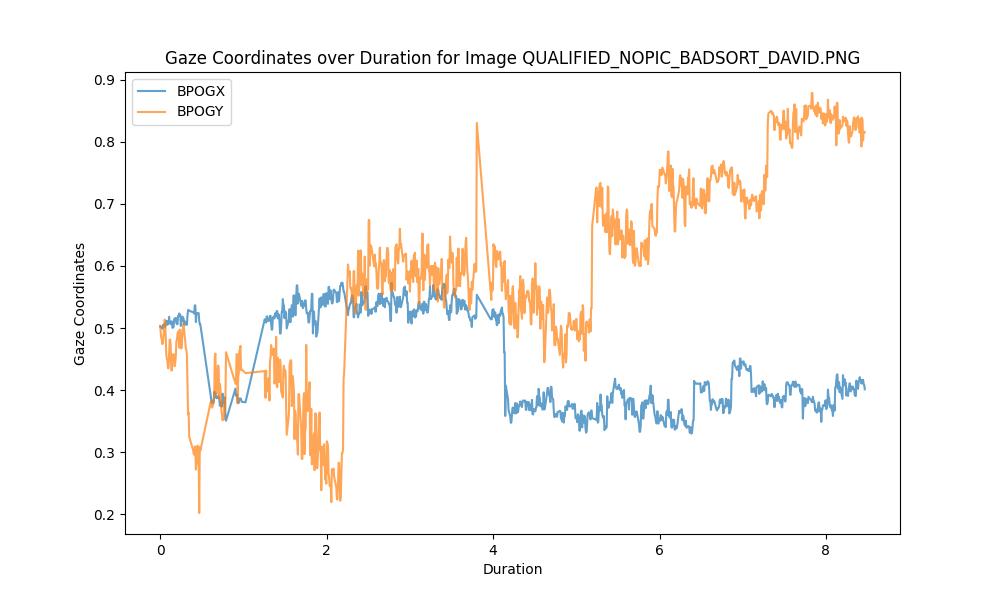 Gaze Coordinates over Duration for Image QUALIFIED_NOPIC_BADSORT_DAVID.PNG
BPOGX
BPOGY
Gaze Coordinates
0.9
0.8
0.7
0.6
0.5
0.4
0.3
0.2
0 2 4 6 8
Duration